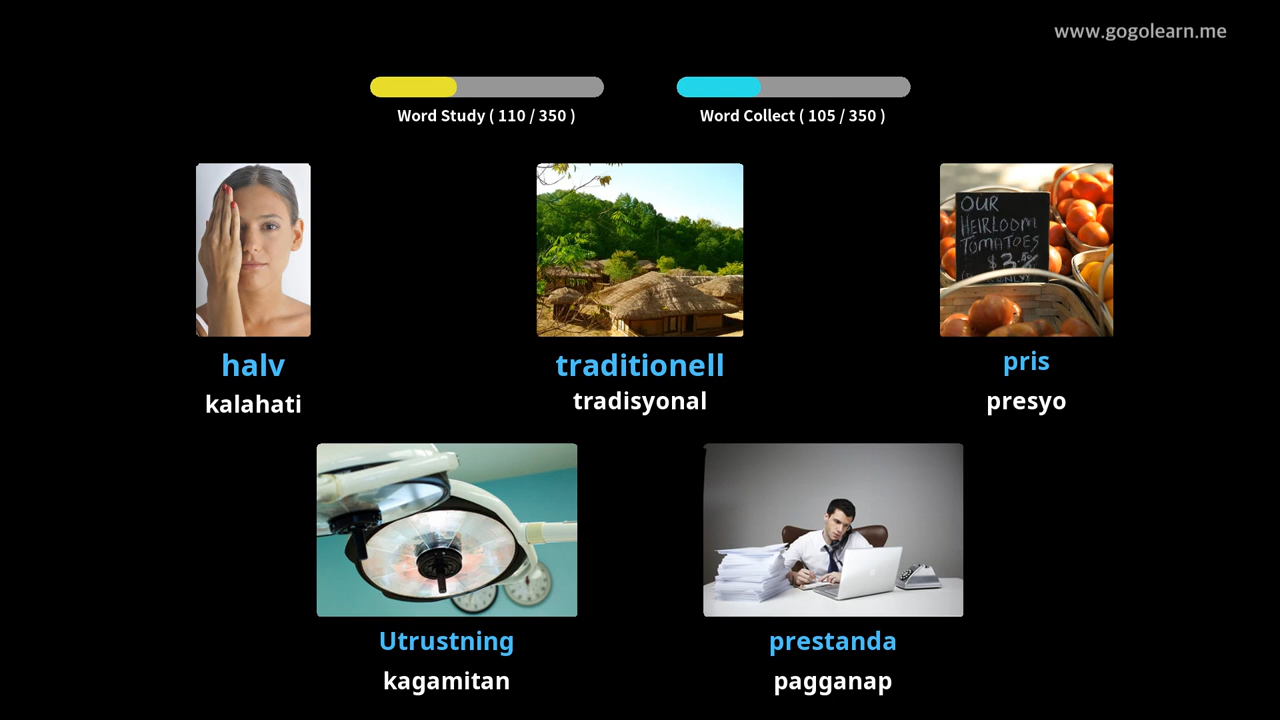 www.gogolearn.me
Word Study ( 110 / 350 )
Word Collect ( 105 / 350 )
OUR
HEIRLOOM
TOMATOES
halv
kalahati
traditionell
tradisyonal
pris
presyo
Utrustning
kagamitan
prestanda
pagganap